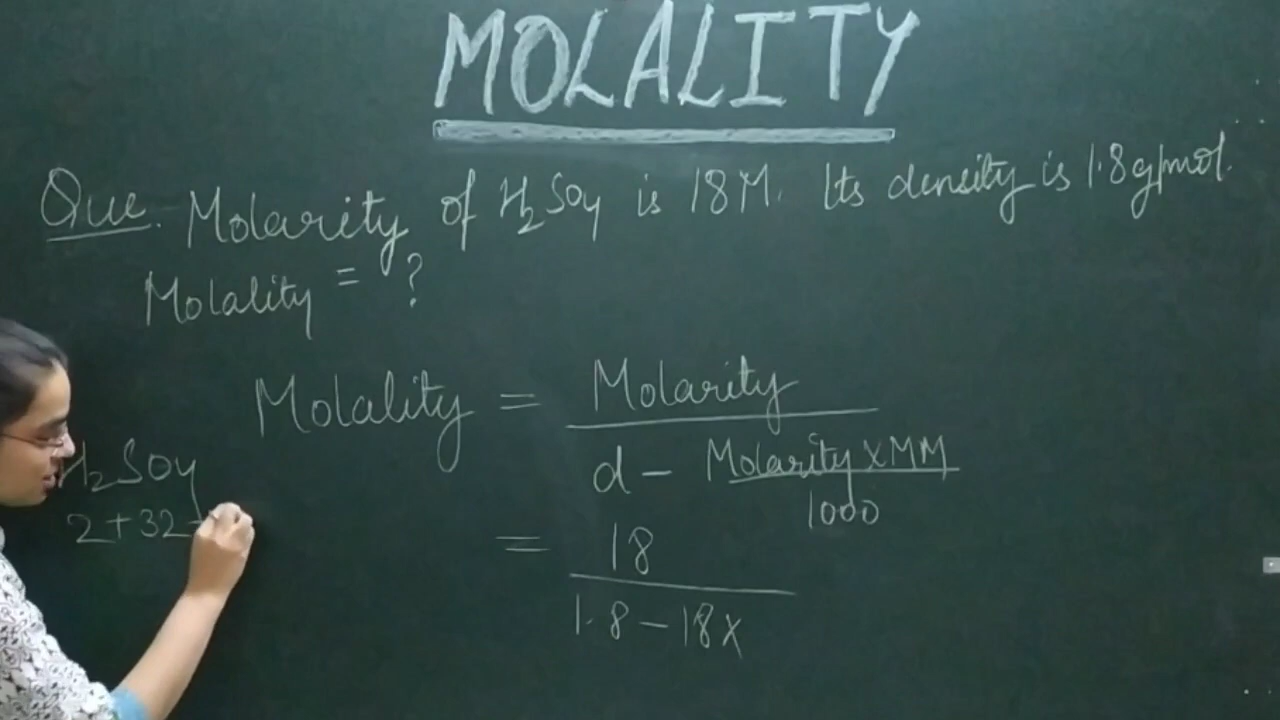 MOLALITY
Que. Molarity of H₂SO₄ is 18M. Its density is 1.8g/mol.
Molality = ?
Molality = Molarity
d - Molarity x MM
1000
H₂SO₄
2+32+
= 18
1.8 - 18x